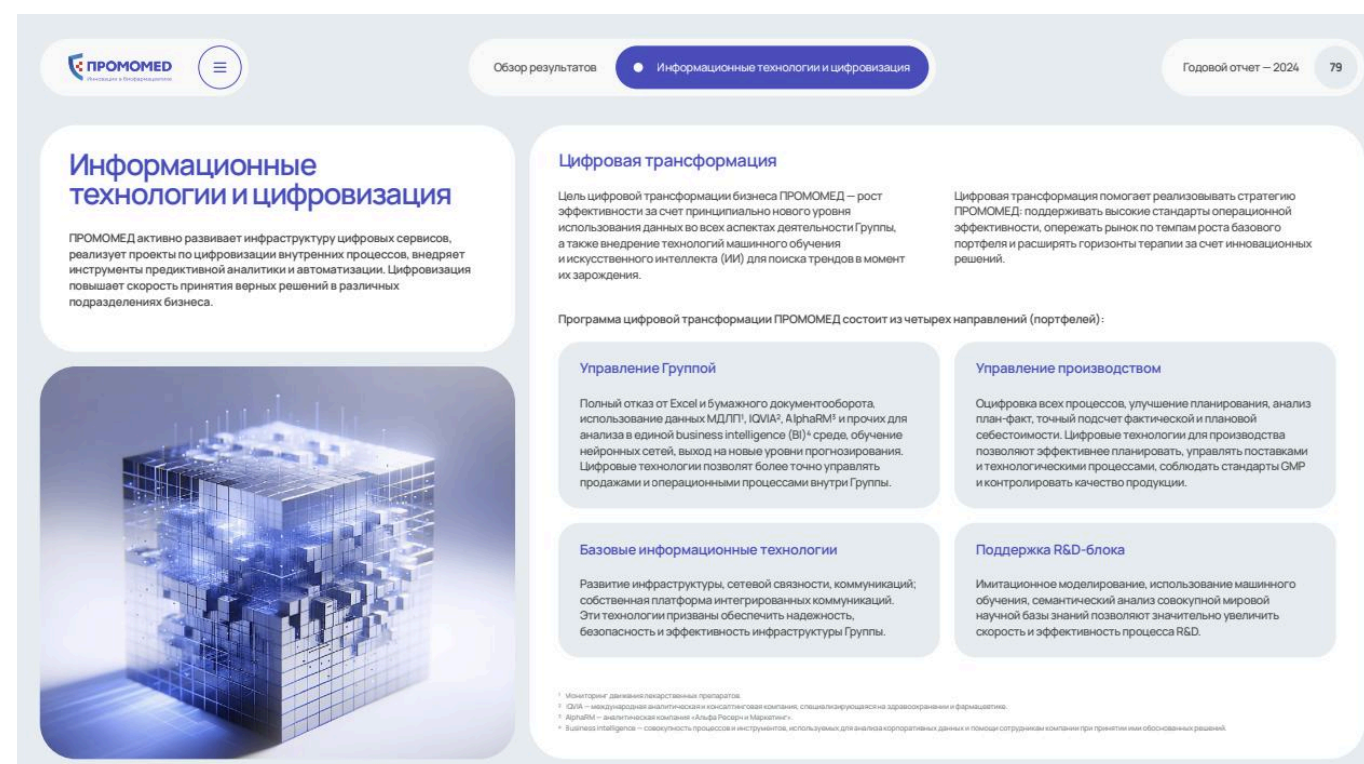 ПРОМОМЕД
Инновации в биофармацевтике
Обзор результатов
Информационные технологии и цифровизация
Годовой отчет — 2024
79
Информационные
технологии и цифровизация
ПРОМОМЕД активно развивает инфраструктуру цифровых сервисов,
реализует проекты по цифровизации внутренних процессов, внедряет
инструменты предиктивной аналитики и автоматизации. Цифровизация
повышает скорость принятия верных решений в различных
подразделениях бизнеса.
Цифровая трансформация
Цель цифровой трансформации бизнеса ПРОМОМЕД — рост
эффективности за счет принципиально нового уровня
использования данных во всех аспектах деятельности Группы,
а также внедрение технологий машинного обучения
и искусственного интеллекта (ИИ) для поиска трендов в момент
их зарождения.
Цифровая трансформация помогает реализовывать стратегию
ПРОМОМЕД: поддерживать высокие стандарты операционной
эффективности, опережать рынок по темпам роста базового
портфеля и расширять горизонты терапии за счет инновационных
решений.
Программа цифровой трансформации ПРОМОМЕД состоит из четырех направлений (портфелей):
Управление Группой
Полный отказ от Excel и бумажного документооборота,
использование данных МДЛП¹, IQVIA², AlphaRM³ и прочих для
анализа в единой business intelligence (BI)⁴ среде, обучение
нейронных сетей, выход на новые уровни прогнозирования.
Цифровые технологии позволят более точно управлять
продажами и операционными процессами внутри Группы.
Управление производством
Оцифровка всех процессов, улучшение планирования, анализ
план-факт, точный подсчет фактической и плановой
себестоимости. Цифровые технологии для производства
позволяют эффективнее планировать, управлять поставками
и технологическими процессами, соблюдать стандарты GMP
и контролировать качество продукции.
Базовые информационные технологии
Развитие инфраструктуры, сетевой связности, коммуникаций;
собственная платформа интегрированных коммуникаций.
Эти технологии призваны обеспечить надежность,
безопасность и эффективность инфраструктуры Группы.
Поддержка R&D-блока
Имитационное моделирование, использование машинного
обучения, семантический анализ совокупной мировой
научной базы знаний позволяют значительно увеличить
скорость и эффективность процесса R&D.
¹ Мониторинг движения лекарственных препаратов.
² IQVIA — международная аналитическая и консалтинговая компания, специализирующаяся на здравоохранении и фармацевтике.
³ AlphaRM — аналитическая компания «Альфа Ресерч и Маркетинг».
⁴ Business intelligence — совокупность процессов и инструментов, используемых для анализа корпоративных данных и помощи сотрудникам компании при принятии ими обоснованных решений.